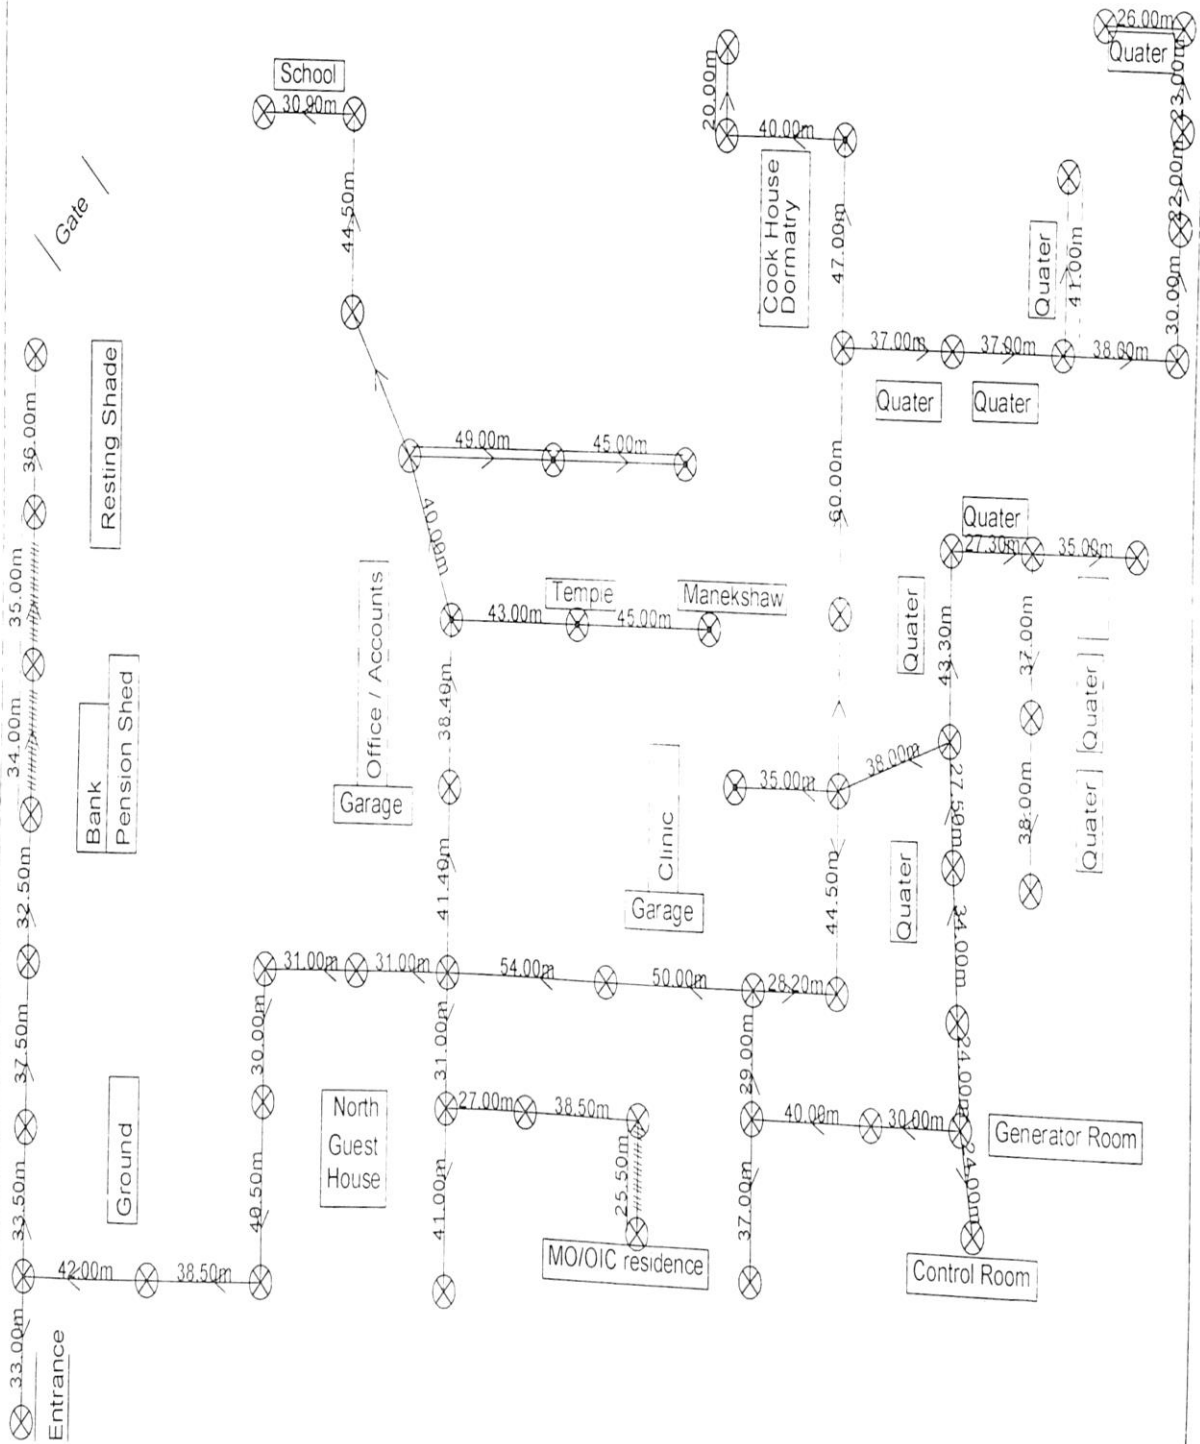 26.00m
Quater
23.00m
22.00m
30.00m
School
30.90m
44.50m
Gate
20.00m
40.00m
Cook House
Dormatry
47.00m
Quater
41.00m
37.00m
37.00m
38.00m
Quater
Quater
36.00m
Resting Shade
35.00m
34.00m
Bank
Pension Shed
32.50m
37.50m
33.50m
33.00m
Entrance
Ground
42.00m
38.50m
40.50m
30.00m
31.00m
31.00m
49.00m
45.00m
Office / Accounts
Garage
Temple
43.00m
45.00m
Manekshaw
38.40m
41.40m
60.00m
Quater
27.30m
35.00m
Quater
43.30m
37.00m
Quater
38.00m
Quater
35.00m
38.00m
27.50m
Clinic
Garage
44.50m
Quater
34.00m
54.00m
50.00m
28.20m
31.00m
29.00m
24.00m
North
Guest
House
27.00m
38.50m
40.00m
30.00m
Generator Room
41.00m
25.50m
37.00m
24.00m
MO/OIC residence
Control Room